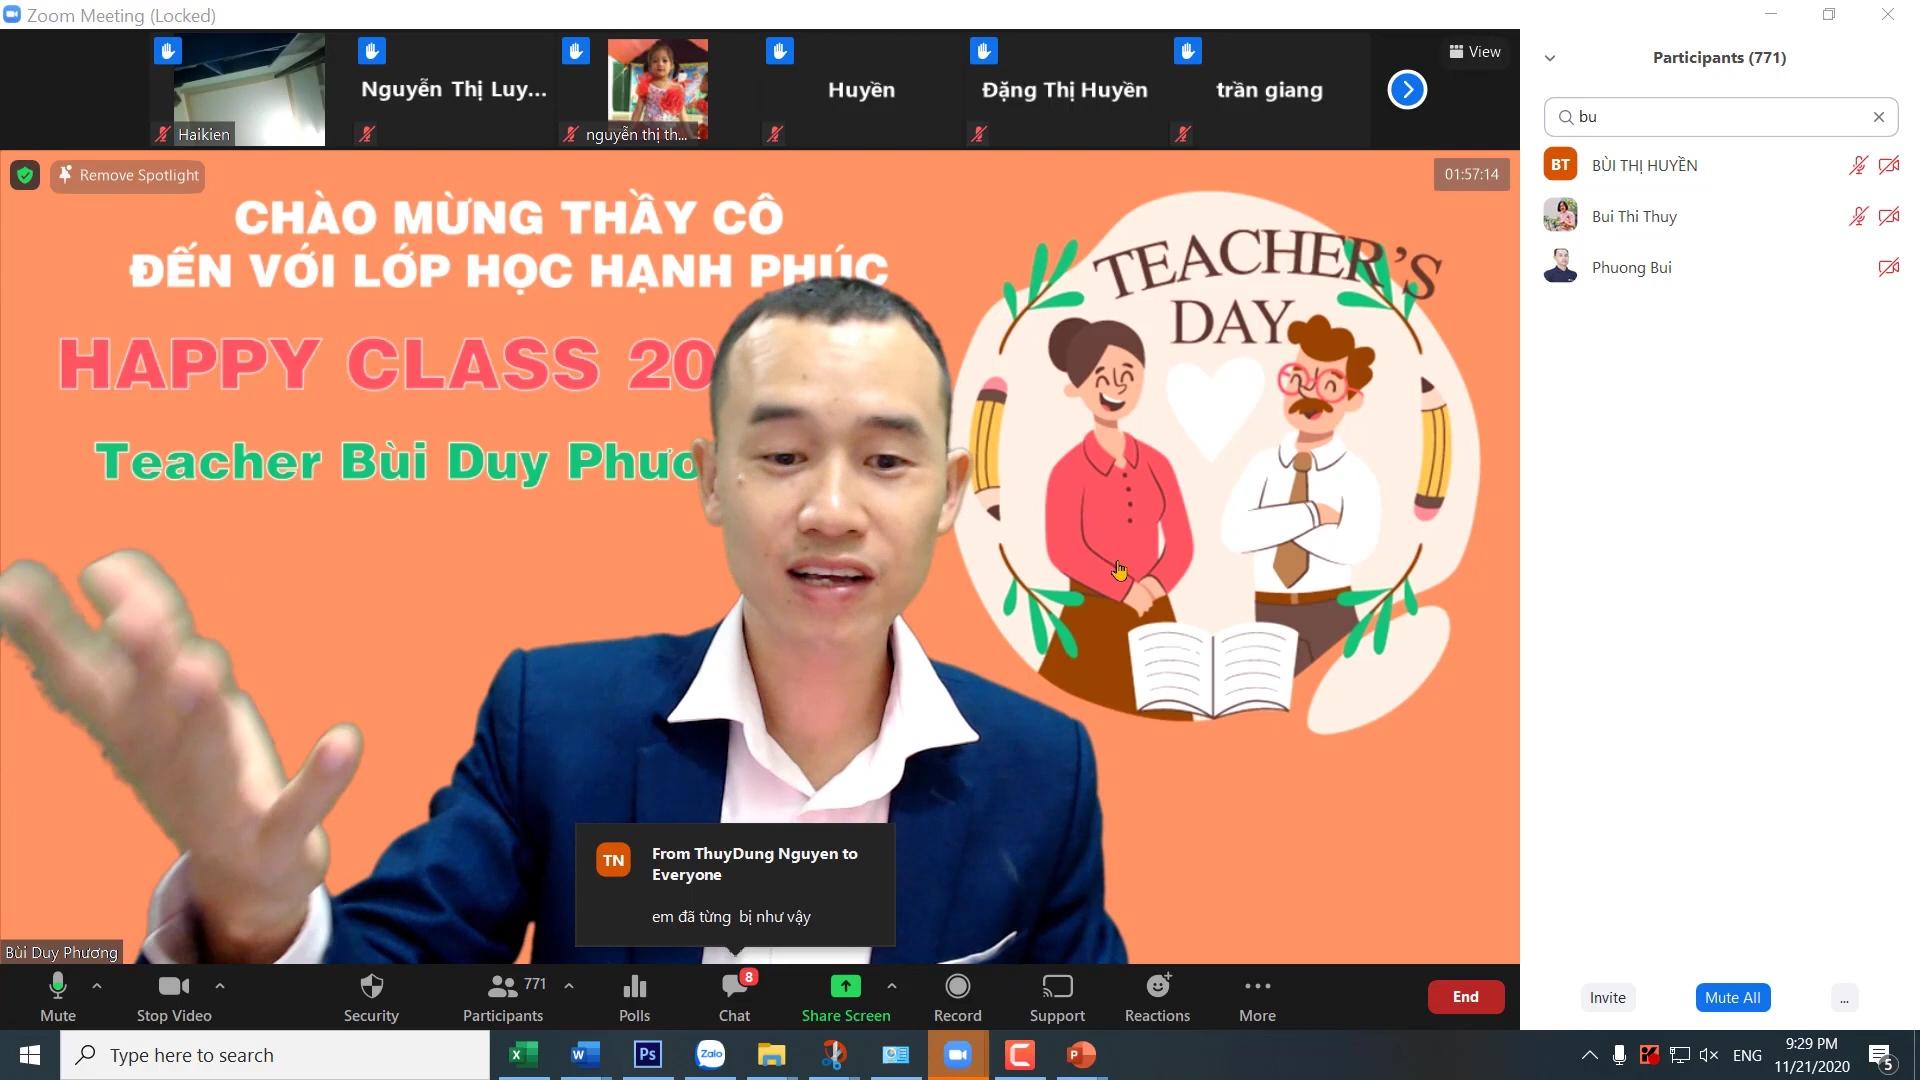 Zoom Meeting (Locked)
Haikien
Nguyễn Thị Luy...
nguyễn thị th...
Huyền
Đặng Thị Huyền
trần giang
View
Remove Spotlight
01:57:14
CHÀO MỪNG THẦY CÔ
ĐẾN VỚI LỚP HỌC HẠNH PHÚC
HAPPY CLASS 20
Teacher Bùi Duy Phươ
TEACHER'S
DAY
From ThuyDung Nguyen to
Everyone
em đã từng bị như vậy
Bùi Duy Phương
Participants (771)
bu
BT
BÙI THỊ HUYỀN
Bui Thi Thuy
Phuong Bui
TN
Mute
Stop Video
Security
771
Participants
Polls
8
Chat
Share Screen
Record
Support
Reactions
More
End
Invite
Mute All
...
Type here to search
Ps
Zalo
ENG
9:29 PM
11/21/2020
5